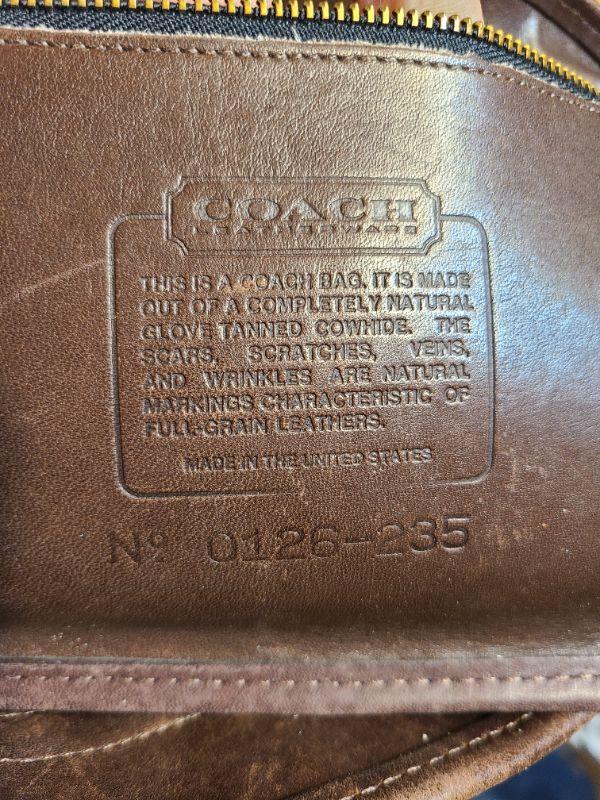 COACH
LEATHERWARE
THIS IS A COACH BAG. IT IS MADE
OUT OF A COMPLETELY NATURAL
GLOVE TANNED COWHIDE. THE
SCARS, SCRATCHES, VEINS,
AND WRINKLES ARE NATURAL
MARKINGS CHARACTERISTIC OF
FULL-GRAIN LEATHERS.
MADE IN THE UNITED STATES
Nº 0126-235